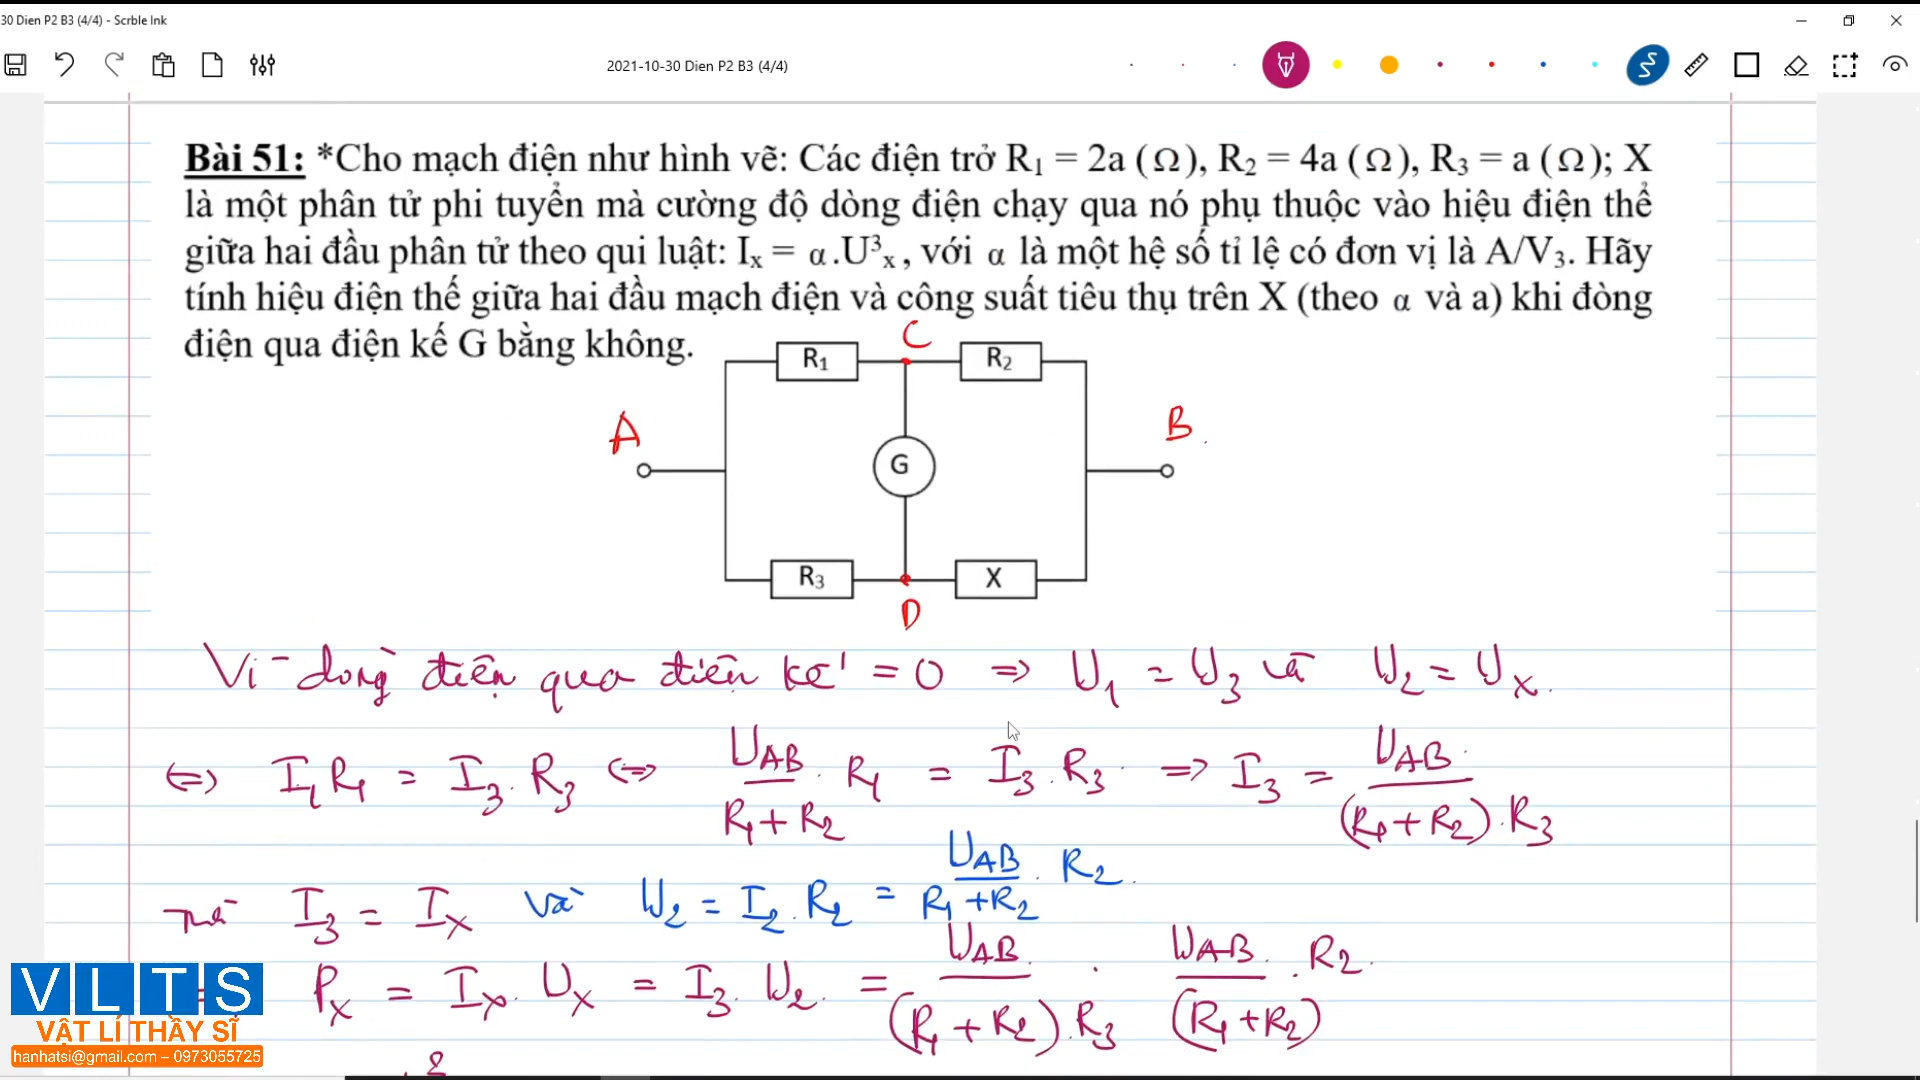 30 Dien P2 B3 (4/4) - Scrble Ink
2021-10-30 Dien P2 B3 (4/4)
Bài 51: *Cho mạch điện như hình vẽ: Các điện trở R₁ = 2a (Ω), R₂ = 4a (Ω), R₃ = a (Ω); X
là một phân tử phi tuyển mà cường độ dòng điện chạy qua nó phụ thuộc vào hiệu điện thế
giữa hai đầu phân tử theo qui luật: Iₓ = α.U³ₓ, với α là một hệ số tỉ lệ có đơn vị là A/V₃. Hãy
tính hiệu điện thế giữa hai đầu mạch điện và công suất tiêu thụ trên X (theo α và a) khi đòng
điện qua điện kế G bằng không.
C
R₁
R₂
A
B
G
R₃
X
D
Vì dòng điện qua điện kế = 0 => U₁ = U₃ và U₂ = Uₓ.
<=> I₁R₁ = I₃.R₃ <=> U_AB/(R₁+R₂) . R₁ = I₃.R₃ => I₃ = U_AB/((R₁+R₂).R₃)
mà I₃ = Iₓ và U₂ = I₂.R₂ = U_AB/(R₁+R₂) . R₂.
Pₓ = Iₓ.Uₓ = I₃.U₂ = U_AB/((R₁+R₂).R₃) . U_AB/(R₁+R₂) .R₂.
VLTS
VẬT LÍ THẦY SĨ
hanhatsi@gmail.com – 0973055725